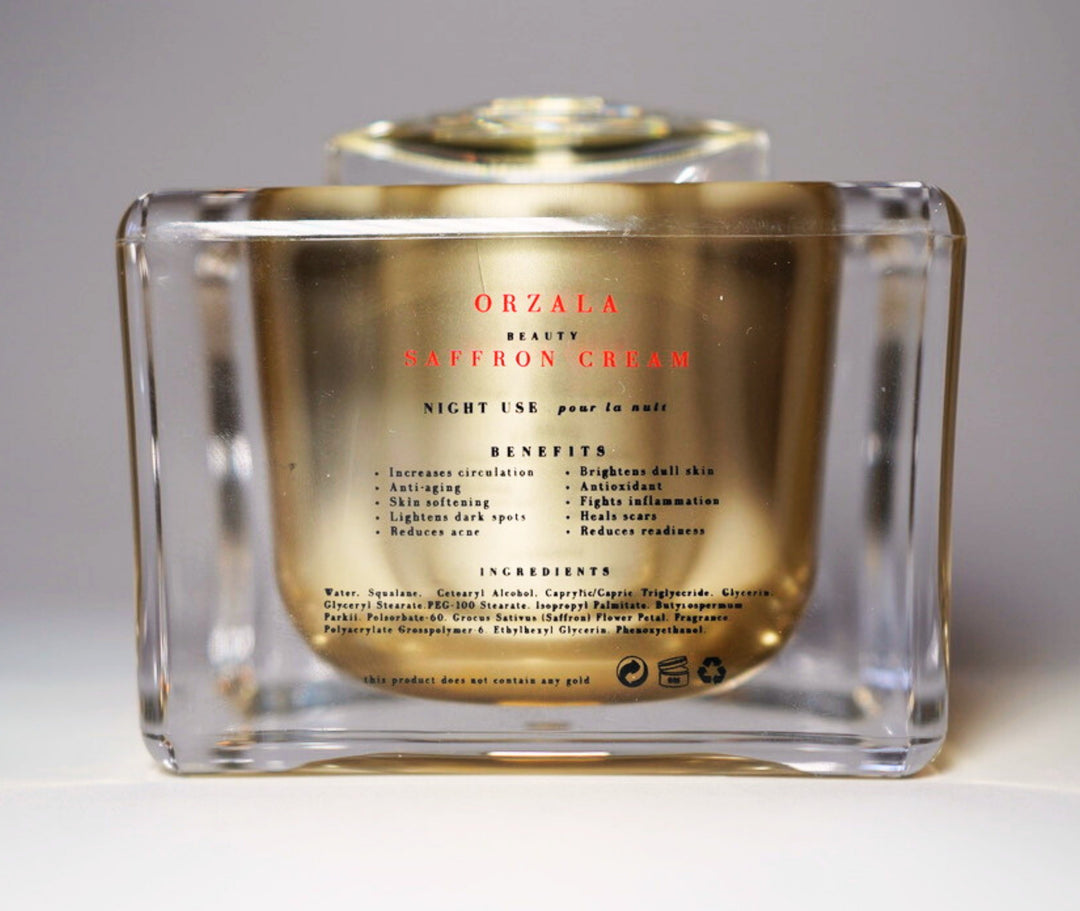 ORZALA
BEAUTY
SAFFRON CREAM
NIGHT USE pour la nuit
BENEFITS
• Increases circulation
• Anti-aging
• Skin softening
• Lightens dark spots
• Reduces acne
• Brightens dull skin
• Antioxidant
• Fights inflammation
• Heals scars
• Reduces readiness
INGREDIENTS
Water. Squalane. Cetearyl Alcohol. Caprylic/Capric Triglyceride. Glycerin.
Glyceryl Stearate.PEG-100 Stearate. Isopropyl Palmitate.
Parkii. Polsorbate-60. Grocus Sativus (Saffron) Flower Petal. Fragrance.
Polyacrylate Grosspolymer-6. Ethylhexyl Glycerin. Phenoxyethanol.
this product does not contain any gold